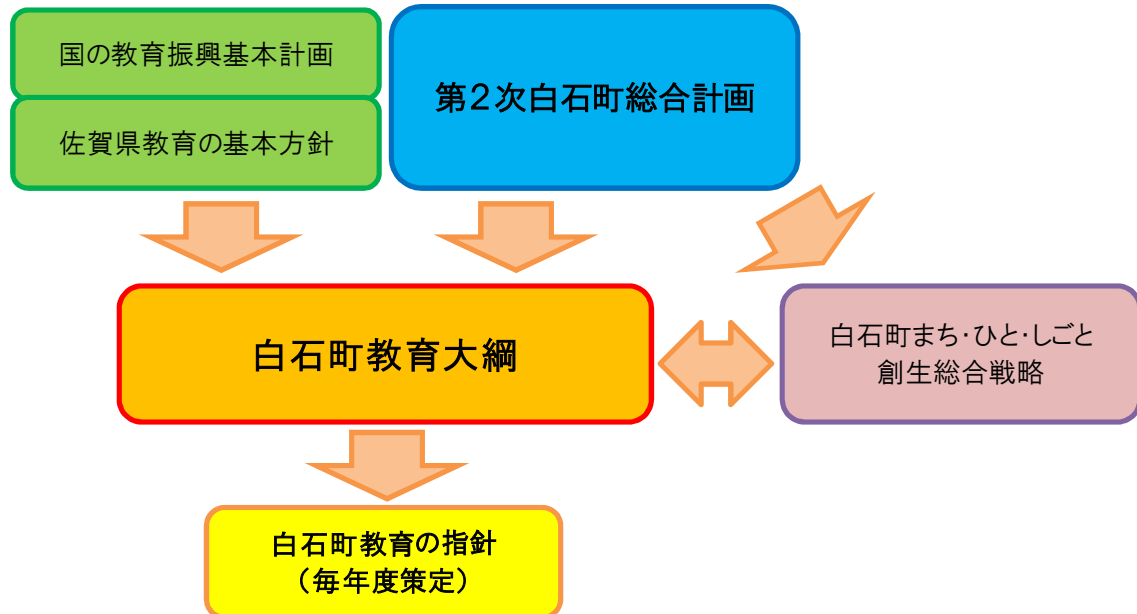 国の教育振興基本計画
佐賀県教育の基本方針
第2次白石町総合計画
白石町教育大綱
白石町まち・ひと・しごと
創生総合戦略
白石町教育の指針
（毎年度策定）